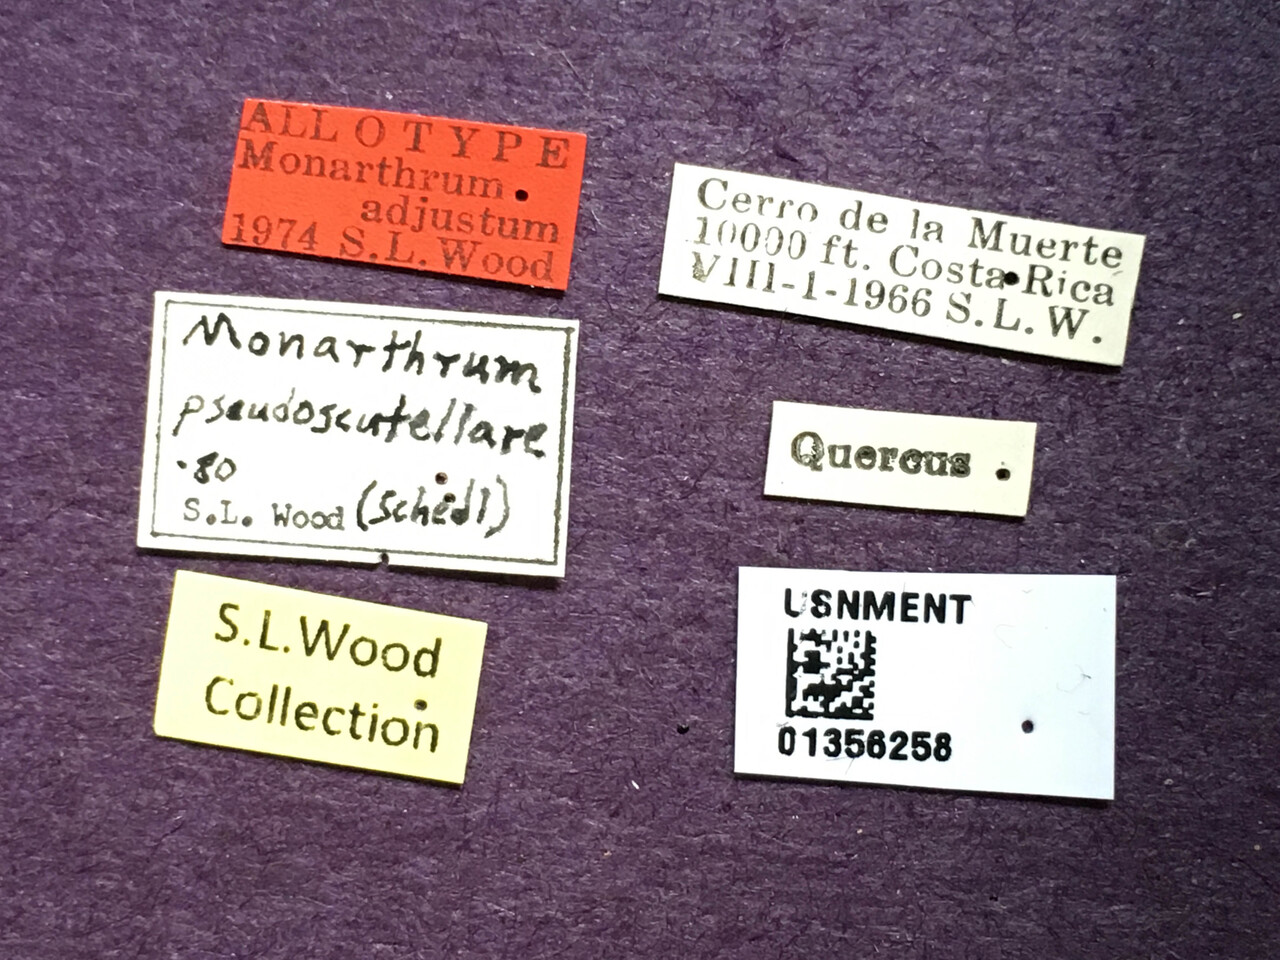 ALLOTYPE
Monarthrum
adjustum
1974 S.L.Wood
Cerro de la Muerte
10000 ft. Costa Rica
VIII-1-1966 S.L.W.
Monarthrum
pseudoscutellare
.80
S.L. Wood (Schedl)
Quercus
S.L.Wood
Collection
USNMENT
01356258